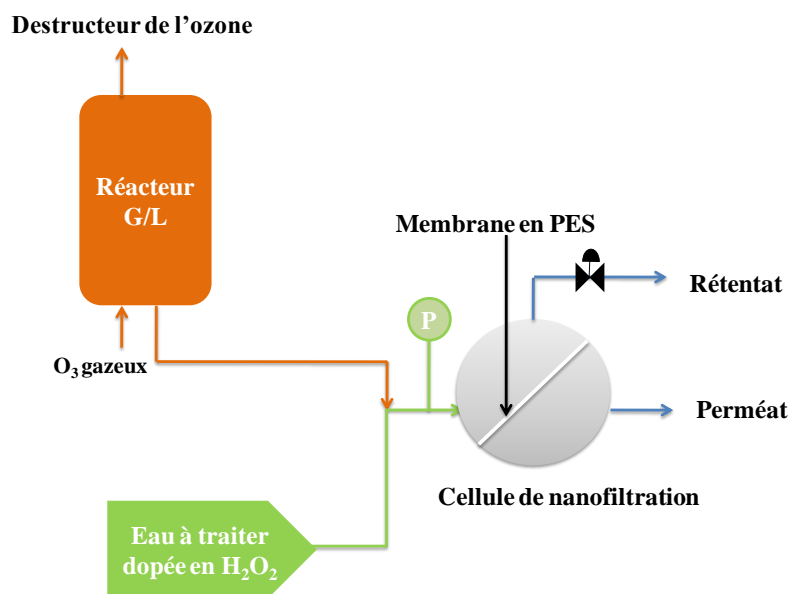 Destructeur de l'ozone
Réacteur
G/L
O₃ gazeux
Membrane en PES
P
Rétentat
Perméat
Cellule de nanofiltration
Eau à traiter
dopée en H₂O₂